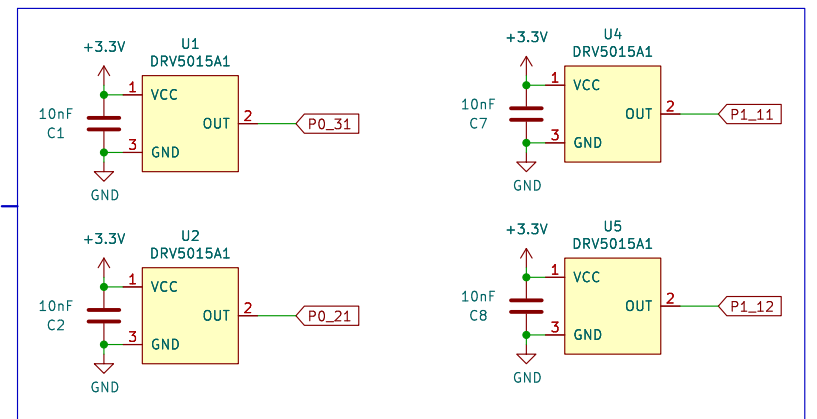 +3.3V
U1
DRV5015A1
1
VCC
10nF
C1
OUT
2
P0_31
3
GND
GND
+3.3V
U4
DRV5015A1
1
VCC
10nF
C7
OUT
2
P1_11
3
GND
GND
+3.3V
U2
DRV5015A1
1
VCC
10nF
C2
OUT
2
P0_21
3
GND
GND
+3.3V
U5
DRV5015A1
1
VCC
10nF
C8
OUT
2
P1_12
3
GND
GND